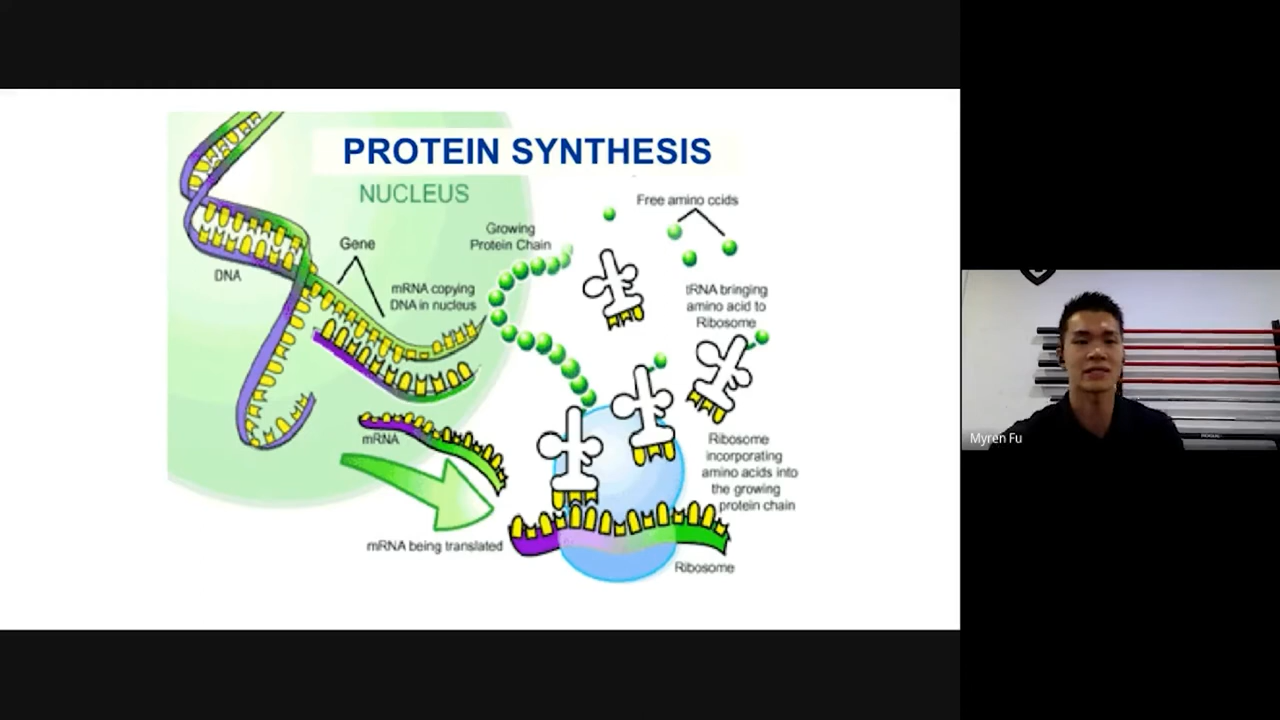 PROTEIN SYNTHESIS
NUCLEUS
Free amino ccids
Growing
Protein Chain
Gene
DNA
mRNA copying
DNA in nucleus
tRNA bringing
amino acid to
Ribosome
mRNA
Ribosome
incorporating
amino acids into
the growing
protein chain
mRNA being translated
Ribosome
Myren Fu